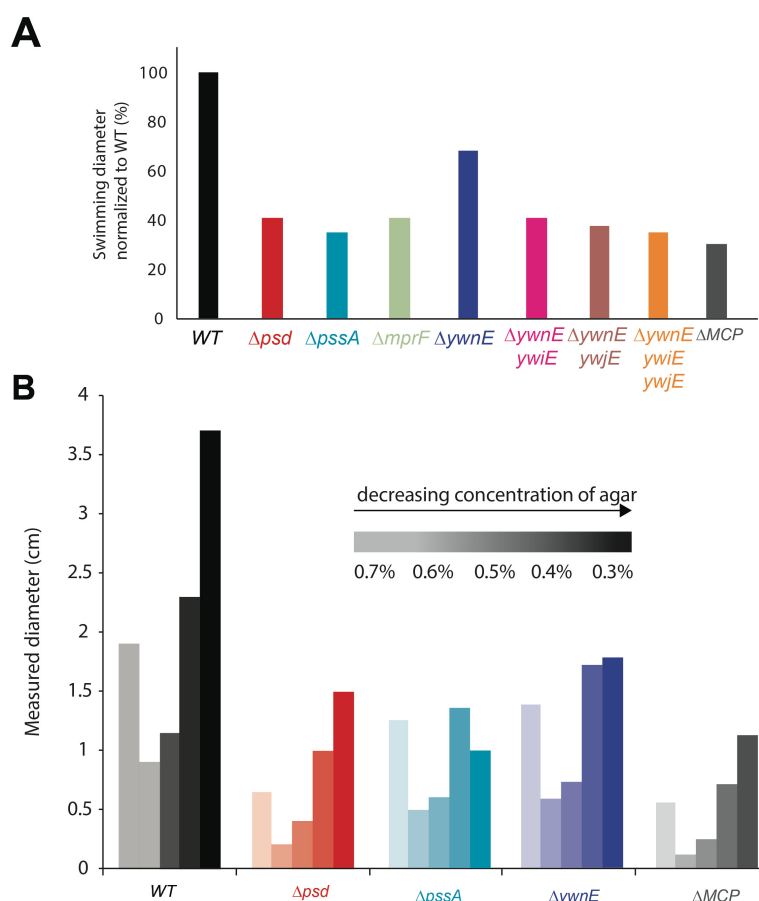 A
Swimming diameter
normalized to WT (%)
100
80
60
40
20
0
WT
Δpsd
ΔpssA
ΔmprF
ΔywnE
ΔywnE
ywiE
ΔywnE
ywjE
ΔywnE
ywiE
ywjE
ΔMCP
B
Measured diameter (cm)
4
3.5
3
2.5
2
1.5
1
0.5
0
decreasing concentration of agar
0.7% 0.6% 0.5% 0.4% 0.3%
WT
Δpsd
ΔpssA
ΔywnE
ΔMCP